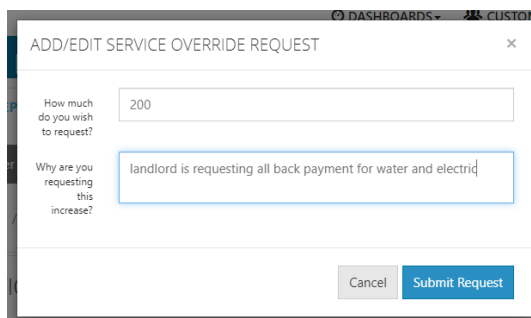 DASHBOARDS CUSTOM
ADD/EDIT SERVICE OVERRIDE REQUEST ×
How much
do you wish
to request?
200
Why are you
requesting
this
increase?
landlord is requesting all back payment for water and electric
Cancel Submit Request